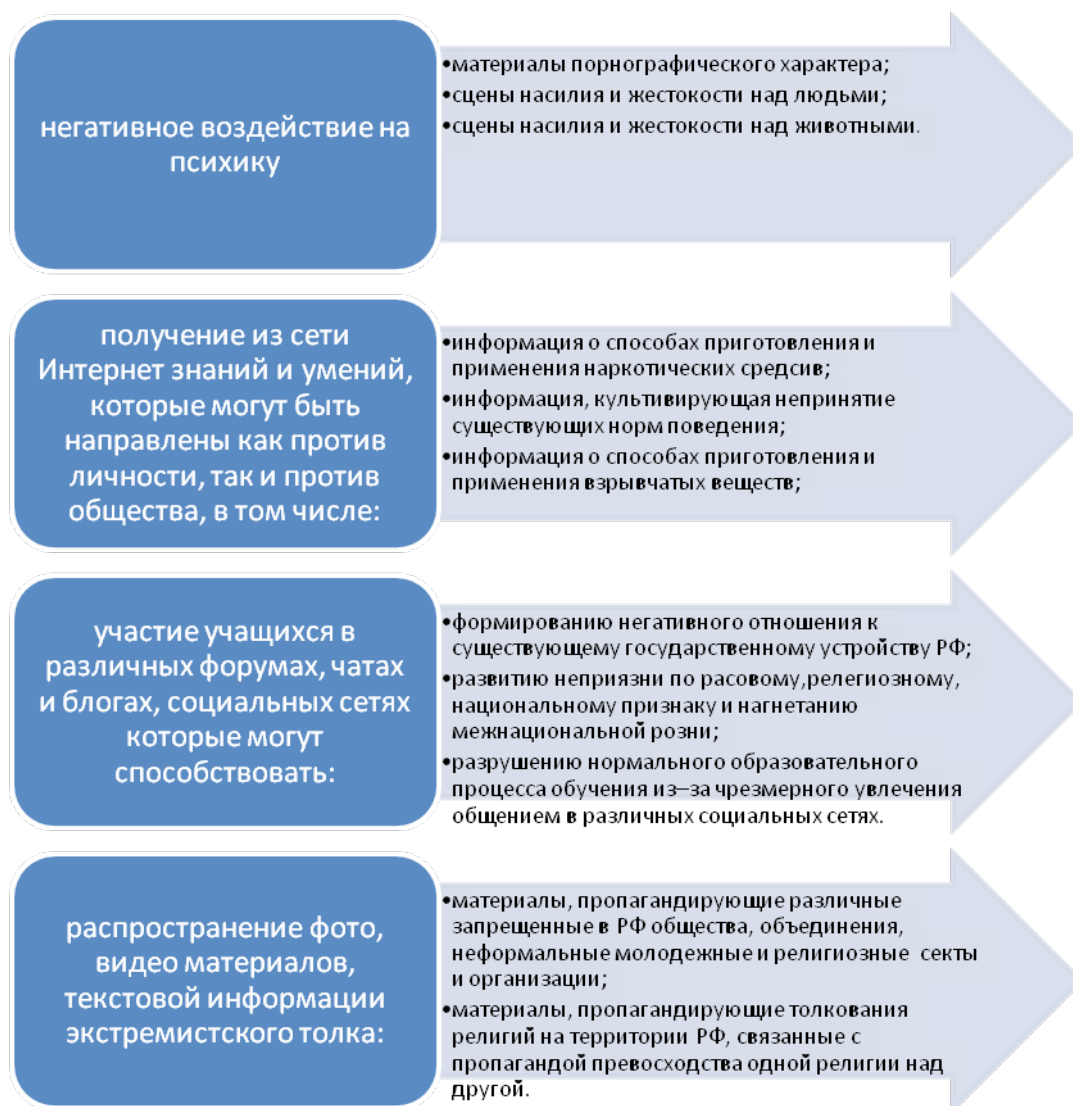 негативное воздействие на
психику
•материалы порнографического характера;
•сцены насилия и жестокости над людьми;
•сцены насилия и жестокости над животными.
получение из сети
Интернет знаний и умений,
которые могут быть
направлены как против
личности, так и против
общества, в том числе:
•информация о способах приготовления и
применения наркотических средсив;
•информация, культивирующая непринятие
существующих норм поведения;
•информация о способах приготовления и
применения взрывчатых веществ;
участие учащихся в
различных форумах, чатах
и блогах, социальных сетях
которые могут
способствовать:
•формированию негативного отношения к
существующему государственному устройству РФ;
•развитию неприязни по расовому,релегиозному,
национальному признаку и нагнетанию
межнациональной розни;
•разрушению нормального образовательного
процесса обучения из–за чрезмерного увлечения
общением в различных социальных сетях.
распространение фото,
видео материалов,
текстовой информации
экстремистского толка:
•материалы, пропагандирующие различные
запрещенные в РФ общества, объединения,
неформальные молодежные и религиозные секты
и организации;
•материалы, пропагандирующие толкования
религий на территории РФ, связанные с
пропагандой превосходства одной религии над
другой.